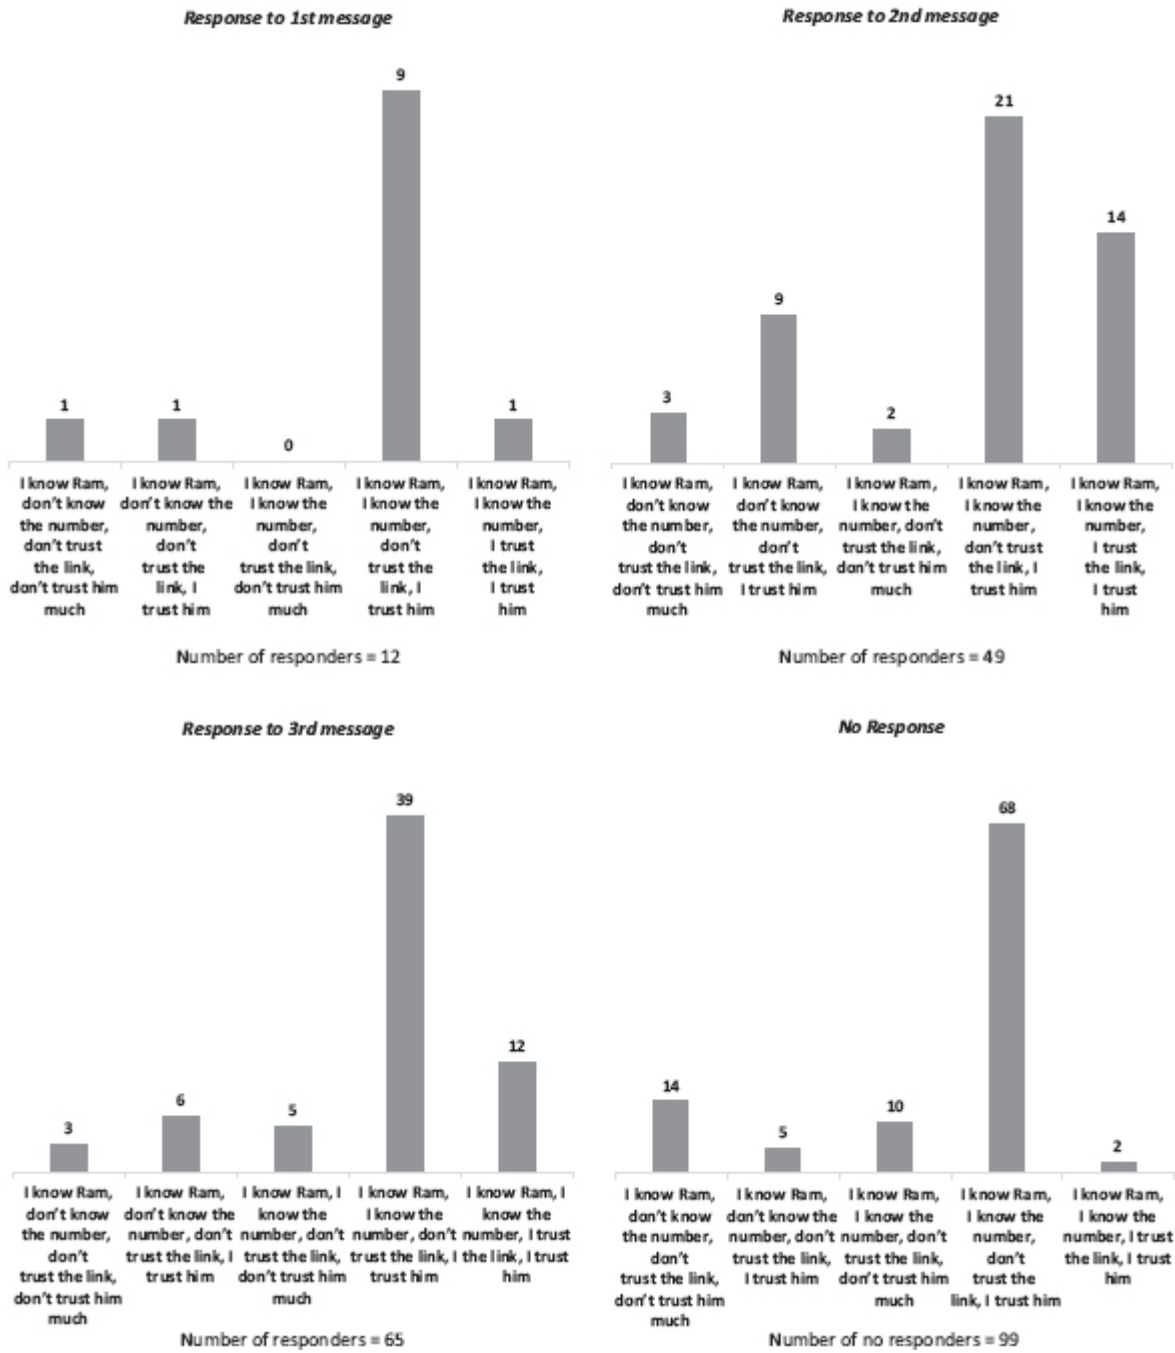 Response to 1st message
9
1
1
0
1
I know Ram,
don't know
the number,
don't trust
the link,
don't trust him
much
I know Ram,
don't know the
number,
don't
trust the
link, I
trust him
I know Ram,
I know the
number,
don't
trust the link,
don't trust him
much
I know Ram,
I know the
number,
don't
trust the
link, I
trust him
I know Ram,
I know the
number,
I trust
the link,
I trust
him
Number of responders = 12
Response to 2nd message
21
14
9
3
2
I know Ram,
don't know
the number,
don't
trust the link,
don't trust him
much
I know Ram,
don't know
the number,
don't
trust the link,
I trust him
I know Ram,
I know the
number, don't
trust the link,
don't trust him
much
I know Ram,
I know the
number,
don't trust
the link, I
trust him
I know Ram,
I know the
number,
I trust
the link,
I trust
him
Number of responders = 49
Response to 3rd message
39
12
6
5
3
I know Ram,
don't know
the number,
don't
trust the link,
don't trust him
much
I know Ram,
don't know the
number, don't
trust the link, I
trust him
I know Ram, I
know the
number, don't
trust the link,
don't trust him
much
I know Ram,
I know the
number, don't
trust the link, I
trust him
I know Ram, I
know the
number, I trust
the link, I trust
him
Number of responders = 65
No Response
68
14
10
5
2
I know Ram,
don't know
the number,
don't
trust the link,
don't trust him
much
I know Ram,
don't know the
number, don't
trust the link,
I trust him
I know Ram,
I know the
number, don't
trust the link,
don't trust him
much
I know Ram,
I know the
number,
don't
trust the
link, I trust him
I know Ram,
I know the
number, I trust
the link, I trust
him
Number of no responders = 99